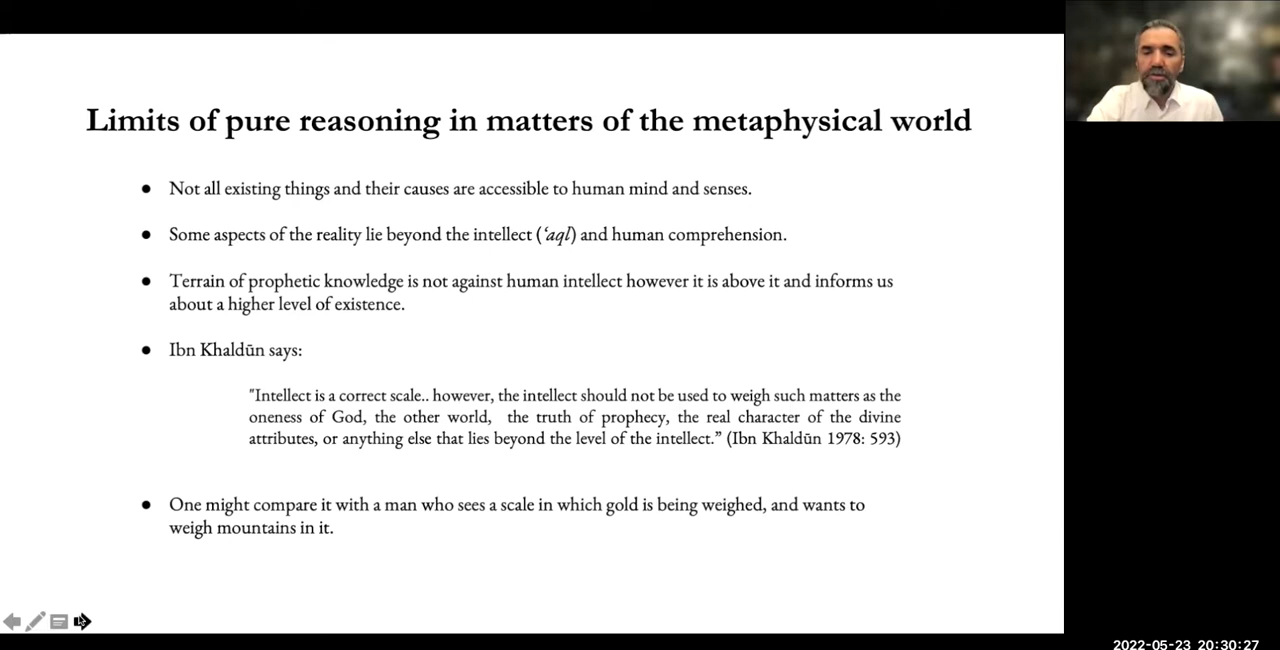 Limits of pure reasoning in matters of the metaphysical world
● Not all existing things and their causes are accessible to human mind and senses.
● Some aspects of the reality lie beyond the intellect (ʻaql) and human comprehension.
● Terrain of prophetic knowledge is not against human intellect however it is above it and informs us
about a higher level of existence.
● Ibn Khaldūn says:
"Intellect is a correct scale.. however, the intellect should not be used to weigh such matters as the
oneness of God, the other world, the truth of prophecy, the real character of the divine
attributes, or anything else that lies beyond the level of the intellect.” (Ibn Khaldūn 1978: 593)
● One might compare it with a man who sees a scale in which gold is being weighed, and wants to
weigh mountains in it.
2022-05-23 20:30:27